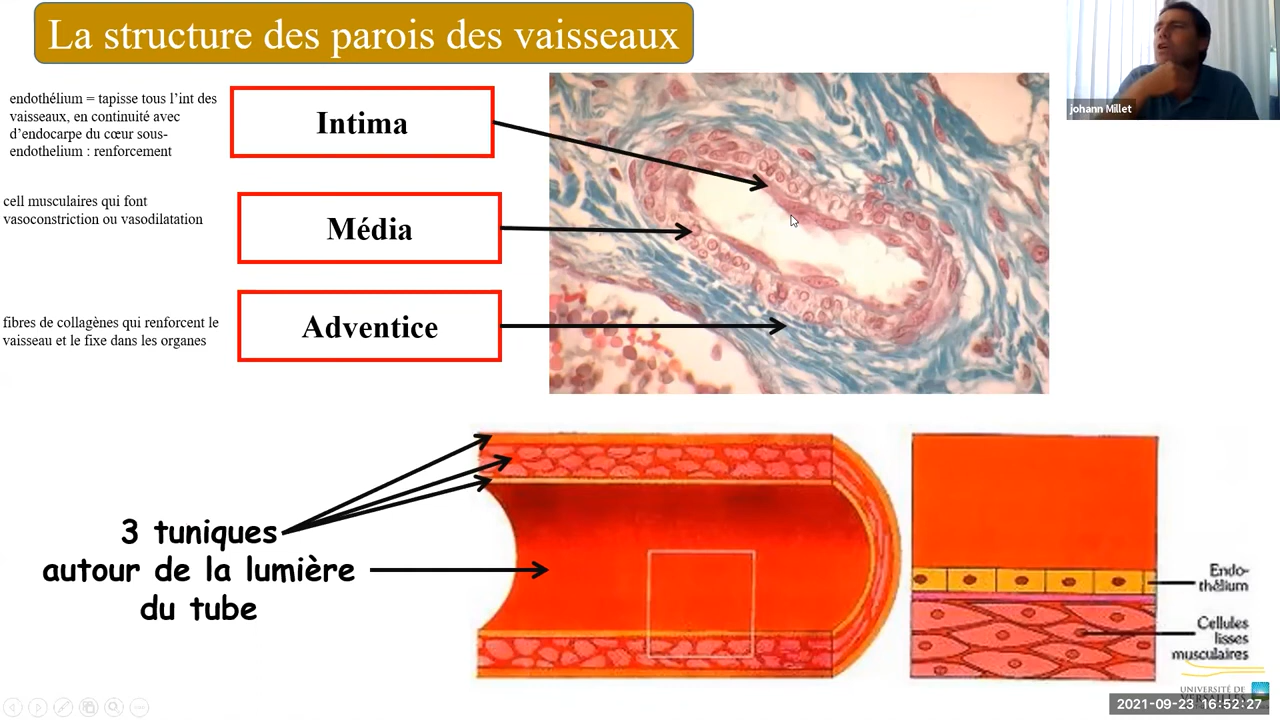 La structure des parois des vaisseaux
johann Millet
endothélium = tapisse tous l'int des
vaisseaux, en continuité avec
d'endocarpe du cœur sous-
endothelium : renforcement
Intima
cell musculaires qui font
vasoconstriction ou vasodilatation
Média
fibres de collagènes qui renforcent le
vaisseau et le fixe dans les organes
Adventice
3 tuniques
autour de la lumière
du tube
Endo-
thélium
Cellules
lisses
musculaires
UNIVERSITÉ DE
2021-09-23 16:52:27